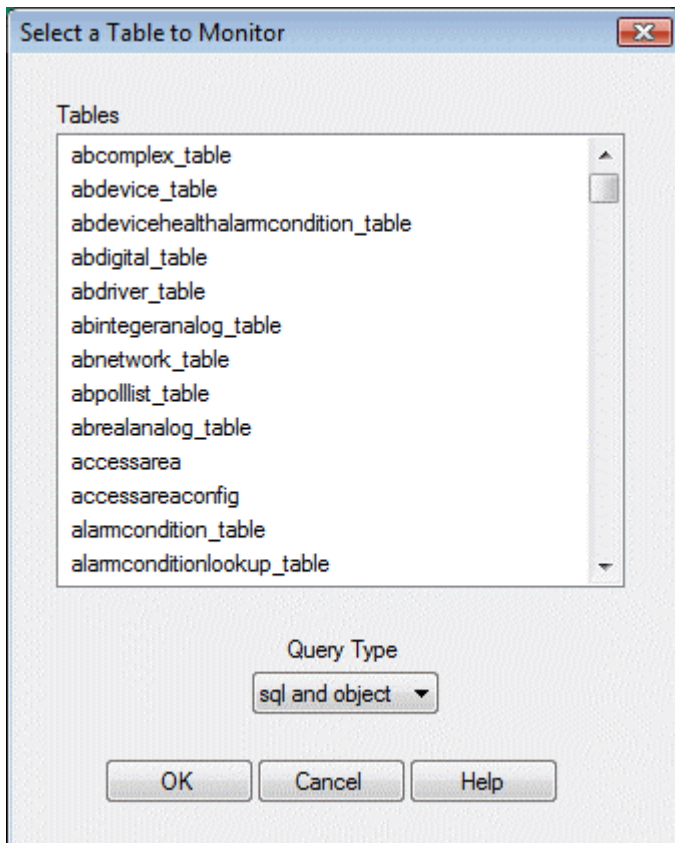 Select a Table to Monitor
Tables
abcomplex_table
abdevice_table
abdevicehealthalarmcondition_table
abdigital_table
abdriver_table
abintegeranalog_table
abnetwork_table
abpolllist_table
abrealanalog_table
accessarea
accessareaconfig
alarmcondition_table
alarmconditionlookup_table
Query Type
sql and object
OK Cancel Help